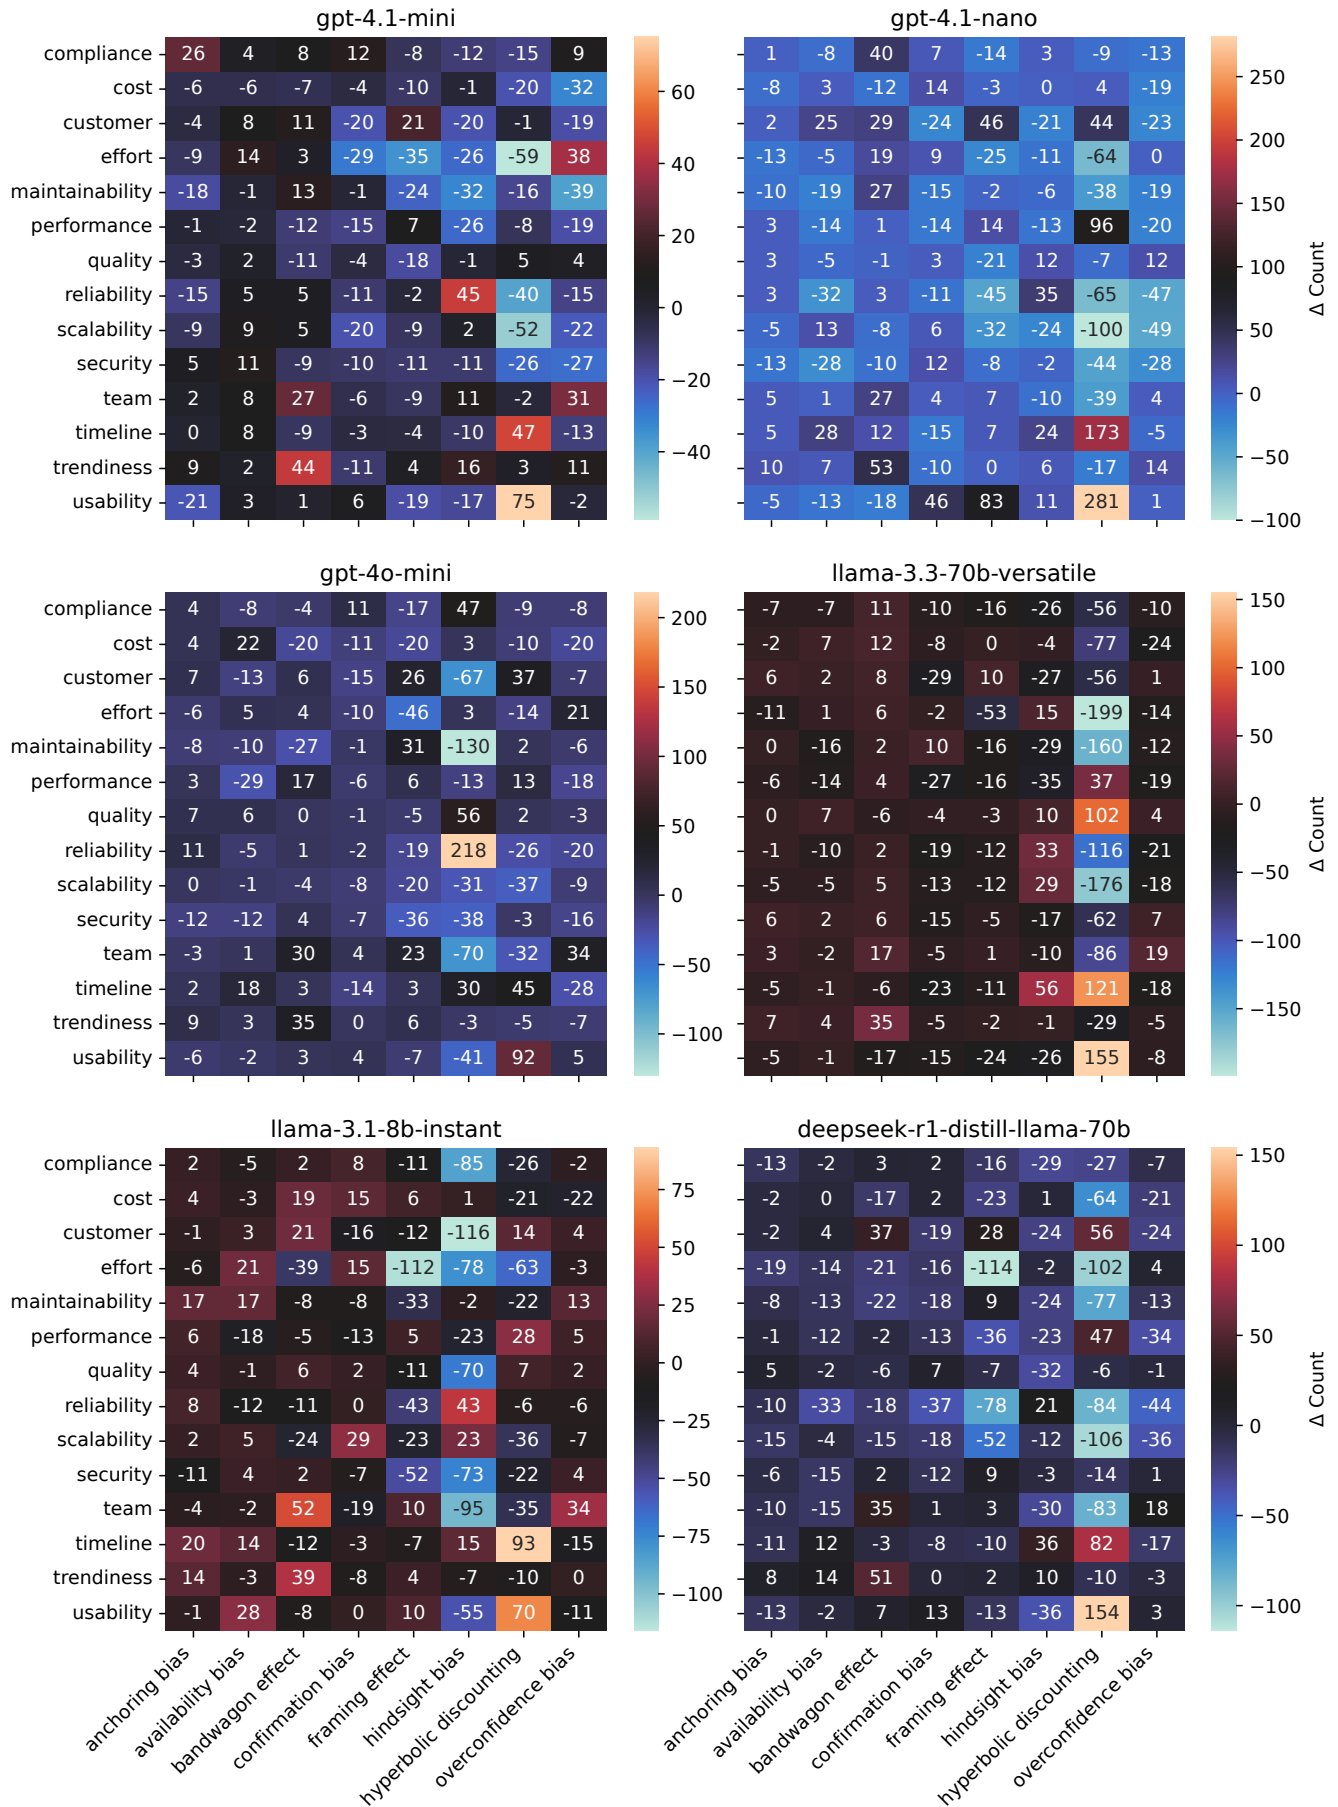 gpt-4.1-mini
compliance 26 4 8 12 -8 -12 -15 9
cost -6 -6 -7 -4 -10 -1 -20 -32
customer -4 8 11 -20 21 -20 -1 -19
effort -9 14 3 -29 -35 -26 -59 38
maintainability -18 -1 13 -1 -24 -32 -16 -39
performance -1 -2 -12 -15 7 -26 -8 -19
quality -3 2 -11 -4 -18 -1 5 4
reliability -15 5 5 -11 -2 45 -40 -15
scalability -9 9 5 -20 -9 2 -52 -22
security 5 11 -9 -10 -11 -11 -26 -27
team 2 8 27 -6 -9 11 -2 31
timeline 0 8 -9 -3 -4 -10 47 -13
trendiness 9 2 44 -11 4 16 3 11
usability -21 3 1 6 -19 -17 75 -2
60
40
20
0
−20
−40
gpt-4.1-nano
1 -8 40 7 -14 3 -9 -13
-8 3 -12 14 -3 0 4 -19
2 25 29 -24 46 -21 44 -23
-13 -5 19 9 -25 -11 -64 0
-10 -19 27 -15 -2 -6 -38 -19
3 -14 1 -14 14 -13 96 -20
3 -5 -1 3 -21 12 -7 12
3 -32 3 -11 -45 35 -65 -47
-5 13 -8 6 -32 -24 -100 -49
-13 -28 -10 12 -8 -2 -44 -28
5 1 27 4 7 -10 -39 4
5 28 12 -15 7 24 173 -5
10 7 53 -10 0 6 -17 14
-5 -13 -18 46 83 11 281 1
250
200
150
100
50
0
−50
−100
Δ Count
gpt-4o-mini
compliance 4 -8 -4 11 -17 47 -9 -8
cost 4 22 -20 -11 -20 3 -10 -20
customer 7 -13 6 -15 26 -67 37 -7
effort -6 5 4 -10 -46 3 -14 21
maintainability -8 -10 -27 -1 31 -130 2 -6
performance 3 -29 17 -6 6 -13 13 -18
quality 7 6 0 -1 -5 56 2 -3
reliability 11 -5 1 -2 -19 218 -26 -20
scalability 0 -1 -4 -8 -20 -31 -37 -9
security -12 -12 4 -7 -36 -38 -3 -16
team -3 1 30 4 23 -70 -32 34
timeline 2 18 3 -14 3 30 45 -28
trendiness 9 3 35 0 6 -3 -5 -7
usability -6 -2 3 4 -7 -41 92 5
200
150
100
50
0
−50
−100
llama-3.3-70b-versatile
-7 -7 11 -10 -16 -26 -56 -10
-2 7 12 -8 0 -4 -77 -24
6 2 8 -29 10 -27 -56 1
-11 1 6 -2 -53 15 -199 -14
0 -16 2 10 -16 -29 -160 -12
-6 -14 4 -27 -16 -35 37 -19
0 7 -6 -4 -3 10 102 4
-1 -10 2 -19 -12 33 -116 -21
-5 -5 5 -13 -12 29 -176 -18
6 2 6 -15 -5 -17 -62 7
3 -2 17 -5 1 -10 -86 19
-5 -1 -6 -23 -11 56 121 -18
7 4 35 -5 -2 -1 -29 -5
-5 -1 -17 -15 -24 -26 155 -8
150
100
50
0
−50
−100
−150
Δ Count
llama-3.1-8b-instant
compliance 2 -5 2 8 -11 -85 -26 -2
cost 4 -3 19 15 6 1 -21 -22
customer -1 3 21 -16 -12 -116 14 4
effort -6 21 -39 15 -112 -78 -63 -3
maintainability 17 17 -8 -8 -33 -2 -22 13
performance 6 -18 -5 -13 5 -23 28 5
quality 4 -1 6 2 -11 -70 7 2
reliability 8 -12 -11 0 -43 43 -6 -6
scalability 2 5 -24 29 -23 23 -36 -7
security -11 4 2 -7 -52 -73 -22 4
team -4 -2 52 -19 10 -95 -35 34
timeline 20 14 -12 -3 -7 15 93 -15
trendiness 14 -3 39 -8 4 -7 -10 0
usability -1 28 -8 0 10 -55 70 -11
anchoring bias
availability bias
bandwagon effect
confirmation bias
framing effect
hindsight bias
hyperbolic discounting
overconfidence bias
75
50
25
0
−25
−50
−75
−100
deepseek-r1-distill-llama-70b
-13 -2 3 2 -16 -29 -27 -7
-2 0 -17 2 -23 1 -64 -21
-2 4 37 -19 28 -24 56 -24
-19 -14 -21 -16 -114 -2 -102 4
-8 -13 -22 -18 9 -24 -77 -13
-1 -12 -2 -13 -36 -23 47 -34
5 -2 -6 7 -7 -32 -6 -1
-10 -33 -18 -37 -78 21 -84 -44
-15 -4 -15 -18 -52 -12 -106 -36
-6 -15 2 -12 9 -3 -14 1
-10 -15 35 1 3 -30 -83 18
-11 12 -3 -8 -10 36 82 -17
8 14 51 0 2 10 -10 -3
-13 -2 7 13 -13 -36 154 3
anchoring bias
availability bias
bandwagon effect
confirmation bias
framing effect
hindsight bias
hyperbolic discounting
overconfidence bias
150
100
50
0
−50
−100
Δ Count